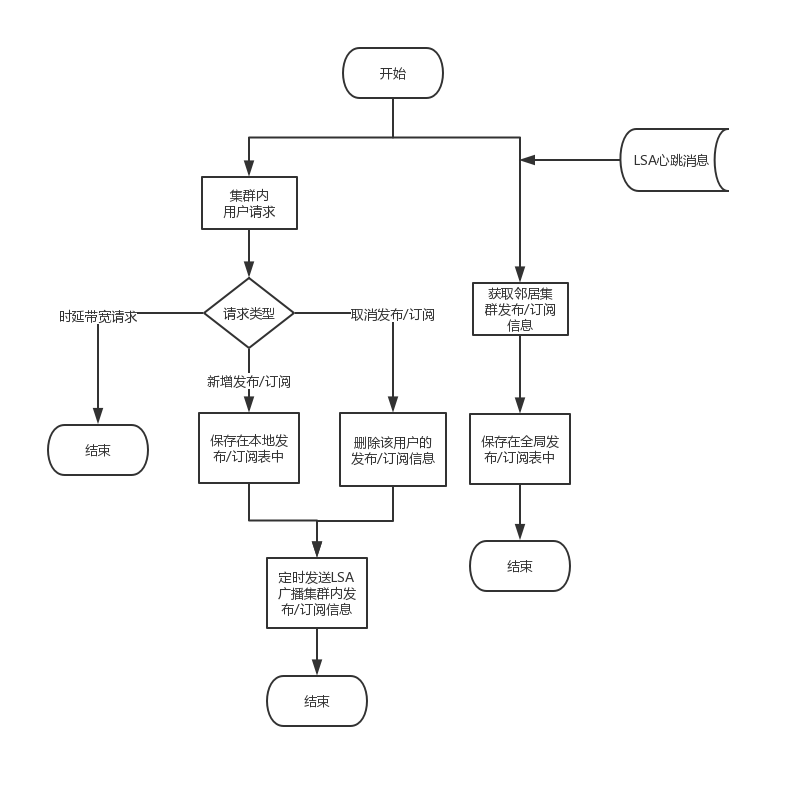 开始
LSA心跳消息
集群内
用户请求
获取邻居集
群发布/订阅
信息
时延带宽请求
请求类型
取消发布/订阅
新增发布/订阅
结束
保存在本地发
布/订阅表中
删除该用户的
发布/订阅信息
保存在全局发
布/订阅表中
定时发送LSA
广播集群内发
布/订阅信息
结束
结束